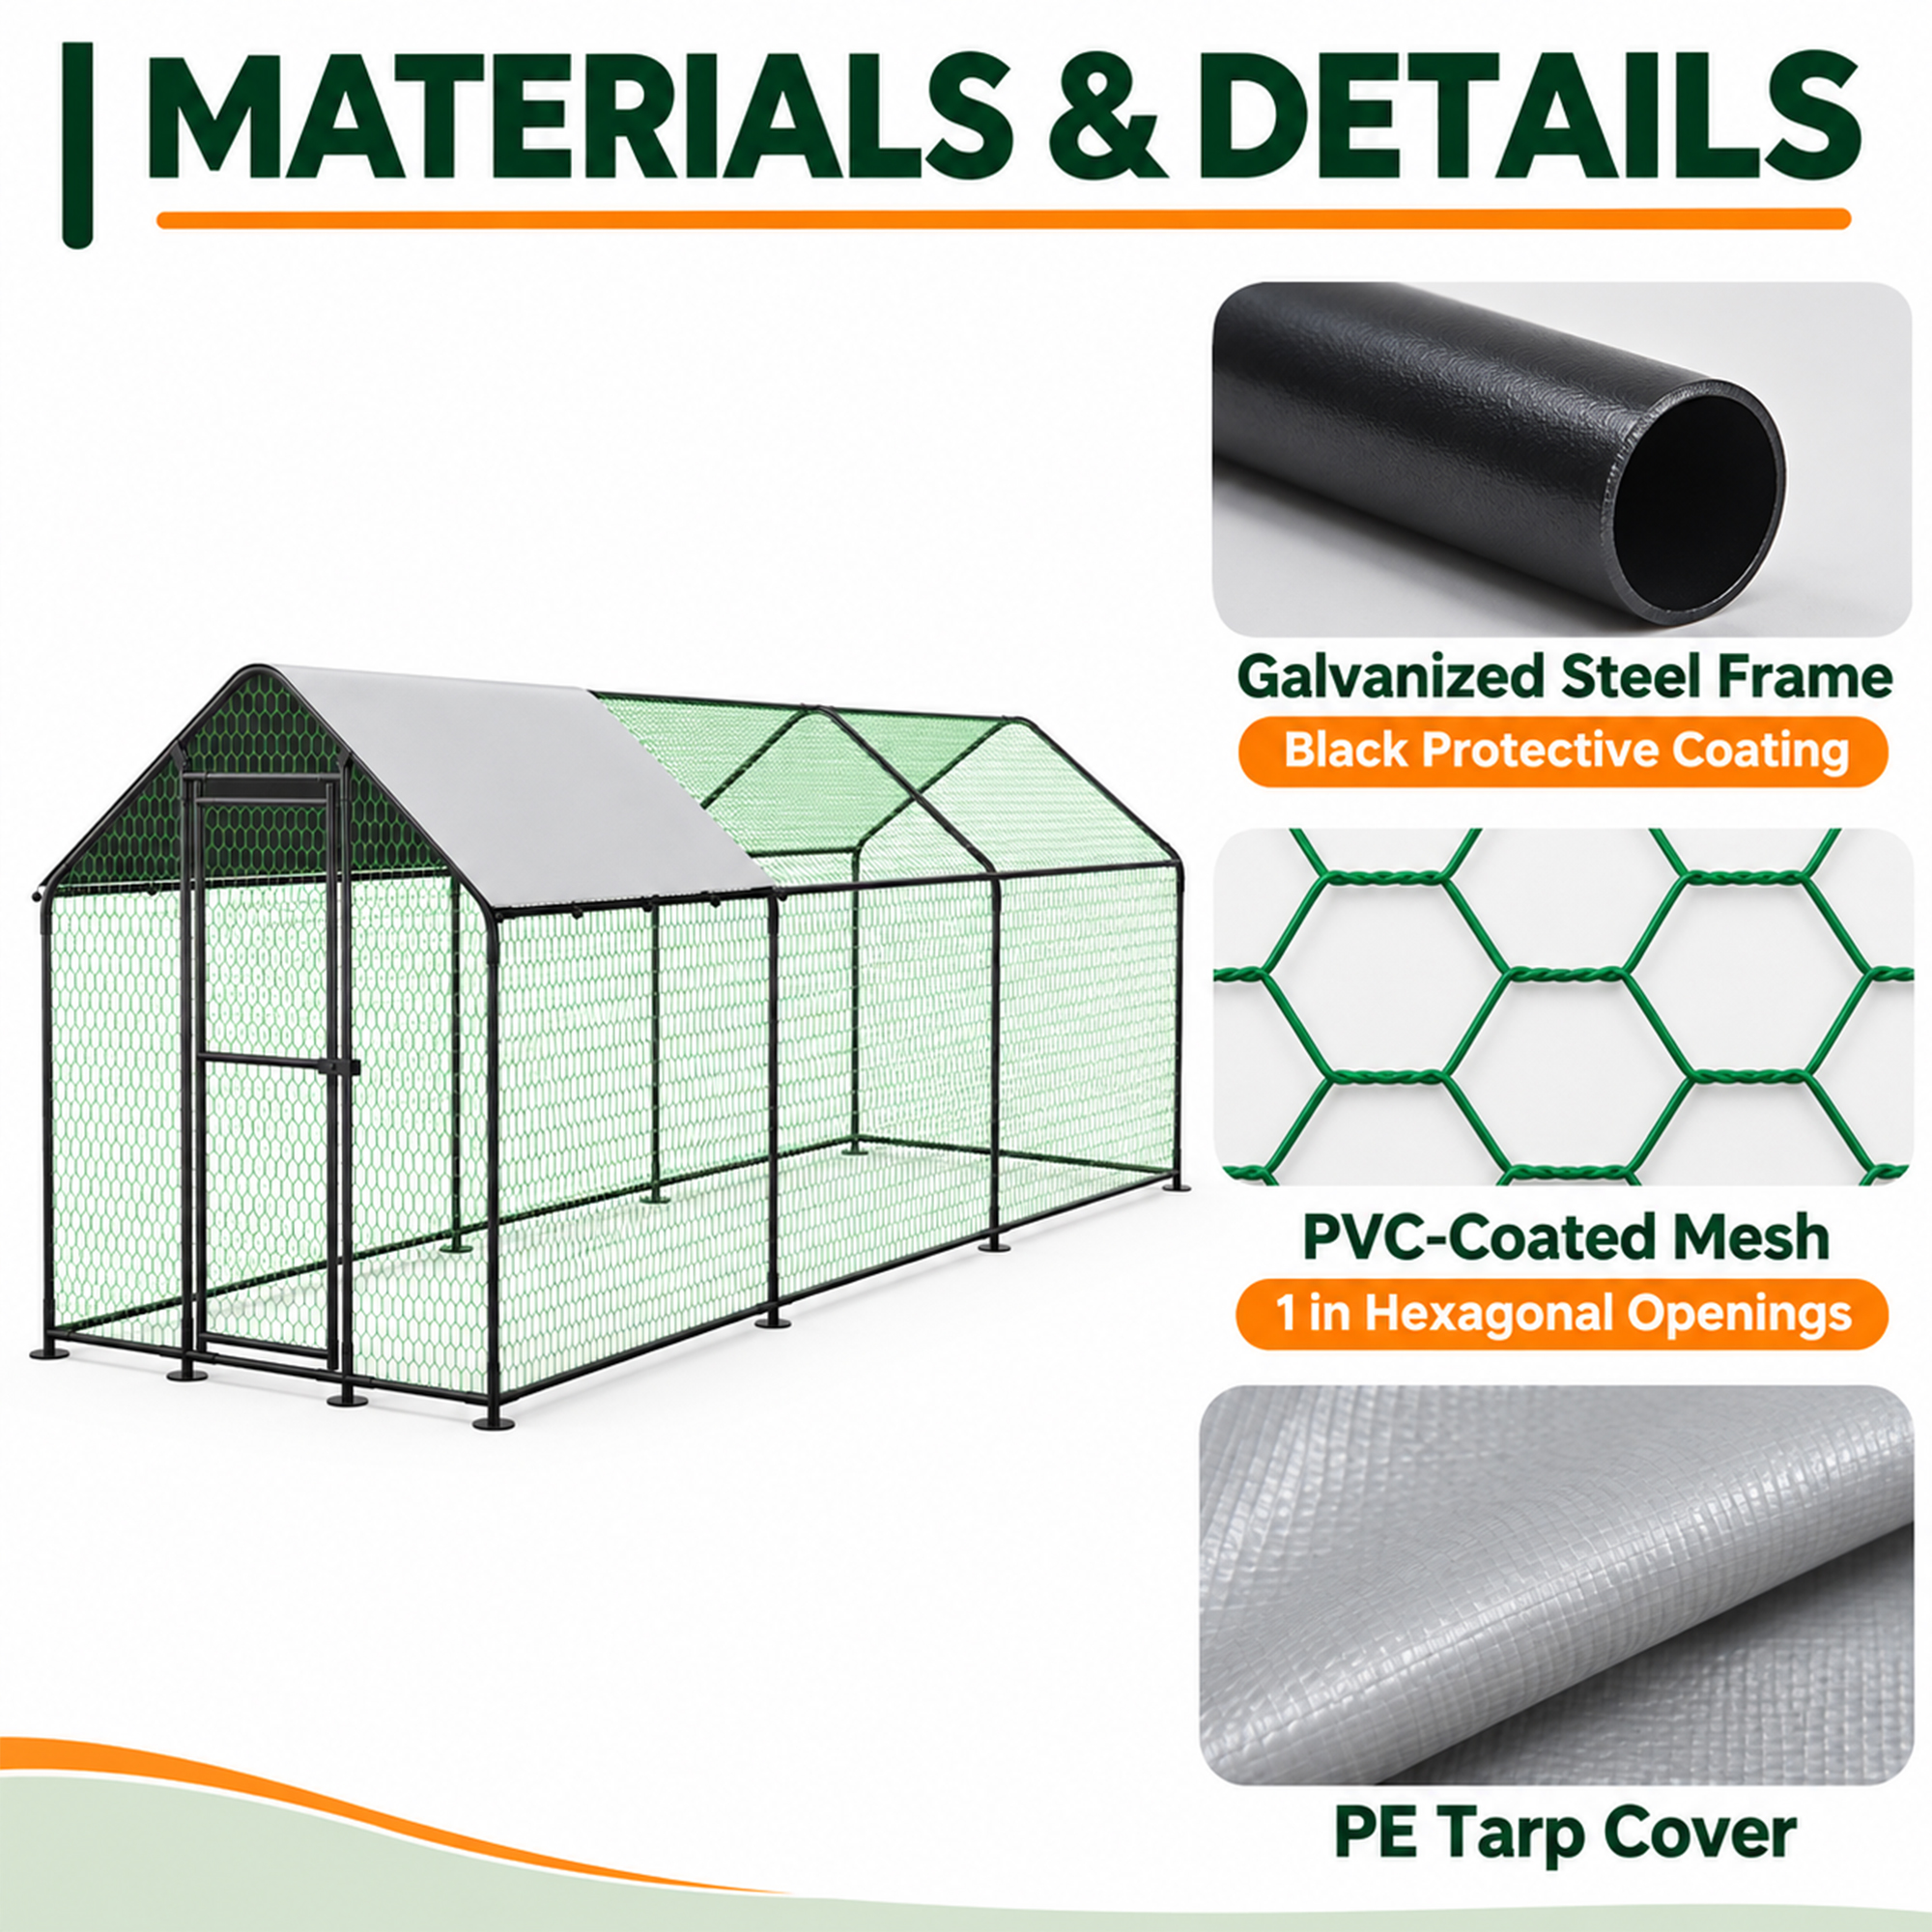 MATERIALS & DETAILS
Galvanized Steel Frame
Black Protective Coating
PVC-Coated Mesh
1 in Hexagonal Openings
PE Tarp Cover